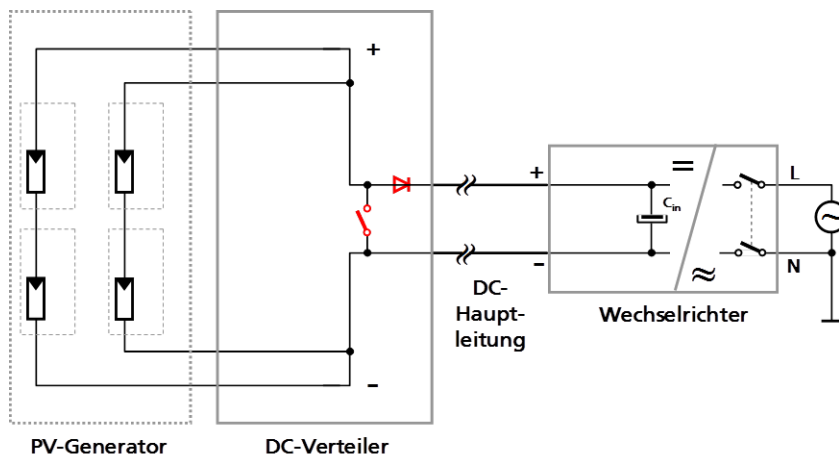 +
+
=
L
C_in
−
≈
N
~
DC-
Haupt-
leitung
Wechselrichter
−
PV-Generator
DC-Verteiler